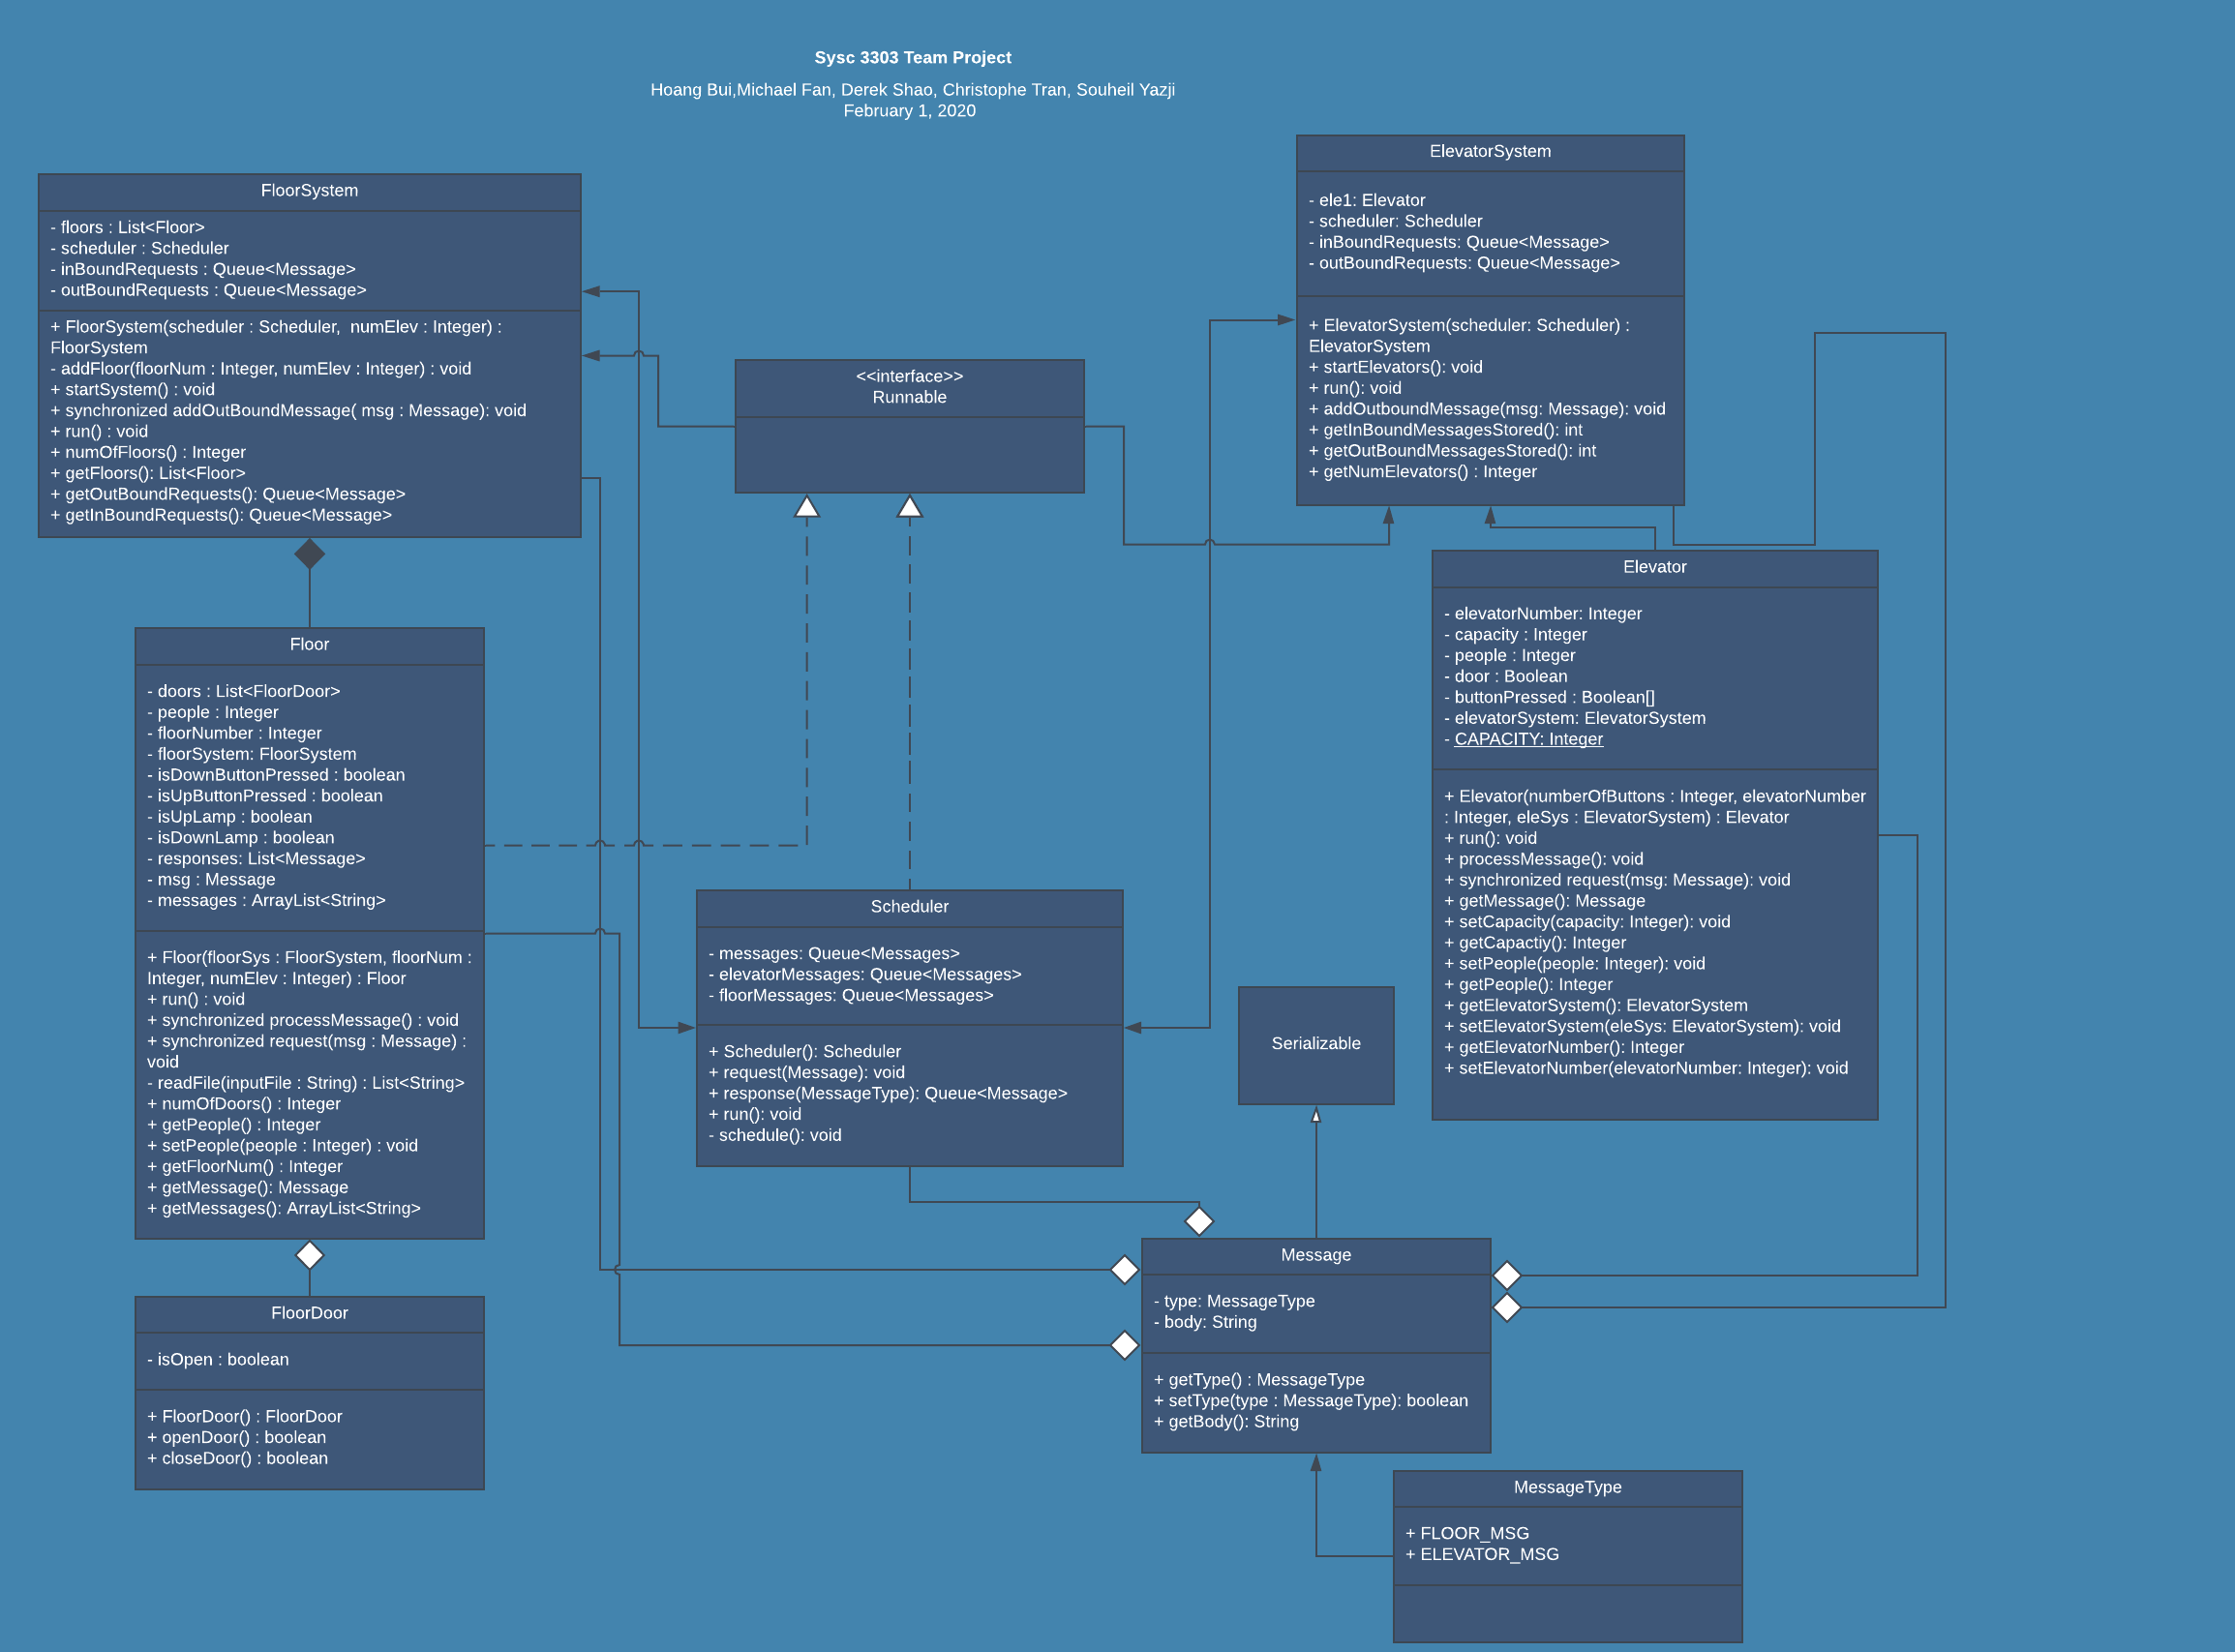 Sysc 3303 Team Project
Hoang Bui,Michael Fan, Derek Shao, Christophe Tran, Souheil Yazji
February 1, 2020
FloorSystem
- floors : List<Floor>
- scheduler : Scheduler
- inBoundRequests : Queue<Message>
- outBoundRequests : Queue<Message>
+ FloorSystem(scheduler : Scheduler,  numElev : Integer) :
FloorSystem
- addFloor(floorNum : Integer, numElev : Integer) : void
+ startSystem() : void
+ synchronized addOutBoundMessage( msg : Message): void
+ run() : void
+ numOfFloors() : Integer
+ getFloors(): List<Floor>
+ getOutBoundRequests(): Queue<Message>
+ getInBoundRequests(): Queue<Message>
<<interface>>
Runnable
ElevatorSystem
- ele1: Elevator
- scheduler: Scheduler
- inBoundRequests: Queue<Message>
- outBoundRequests: Queue<Message>
+ ElevatorSystem(scheduler: Scheduler) :
ElevatorSystem
+ startElevators(): void
+ run(): void
+ addOutboundMessage(msg: Message): void
+ getInBoundMessagesStored(): int
+ getOutBoundMessagesStored(): int
+ getNumElevators() : Integer
Floor
- doors : List<FloorDoor>
- people : Integer
- floorNumber : Integer
- floorSystem: FloorSystem
- isDownButtonPressed : boolean
- isUpButtonPressed : boolean
- isUpLamp : boolean
- isDownLamp : boolean
- responses: List<Message>
- msg : Message
- messages : ArrayList<String>
+ Floor(floorSys : FloorSystem, floorNum :
Integer, numElev : Integer) : Floor
+ run() : void
+ synchronized processMessage() : void
+ synchronized request(msg : Message) :
void
- readFile(inputFile : String) : List<String>
+ numOfDoors() : Integer
+ getPeople() : Integer
+ setPeople(people : Integer) : void
+ getFloorNum() : Integer
+ getMessage(): Message
+ getMessages(): ArrayList<String>
Elevator
- elevatorNumber: Integer
- capacity : Integer
- people : Integer
- door : Boolean
- buttonPressed : Boolean[]
- elevatorSystem: ElevatorSystem
- CAPACITY: Integer
+ Elevator(numberOfButtons : Integer, elevatorNumber
: Integer, eleSys : ElevatorSystem) : Elevator
+ run(): void
+ processMessage(): void
+ synchronized request(msg: Message): void
+ getMessage(): Message
+ setCapacity(capacity: Integer): void
+ getCapactiy(): Integer
+ setPeople(people: Integer): void
+ getPeople(): Integer
+ getElevatorSystem(): ElevatorSystem
+ setElevatorSystem(eleSys: ElevatorSystem): void
+ getElevatorNumber(): Integer
+ setElevatorNumber(elevatorNumber: Integer): void
Scheduler
- messages: Queue<Messages>
- elevatorMessages: Queue<Messages>
- floorMessages: Queue<Messages>
+ Scheduler(): Scheduler
+ request(Message): void
+ response(MessageType): Queue<Message>
+ run(): void
- schedule(): void
Serializable
FloorDoor
- isOpen : boolean
+ FloorDoor() : FloorDoor
+ openDoor() : boolean
+ closeDoor() : boolean
Message
- type: MessageType
- body: String
+ getType() : MessageType
+ setType(type : MessageType): boolean
+ getBody(): String
MessageType
+ FLOOR_MSG
+ ELEVATOR_MSG